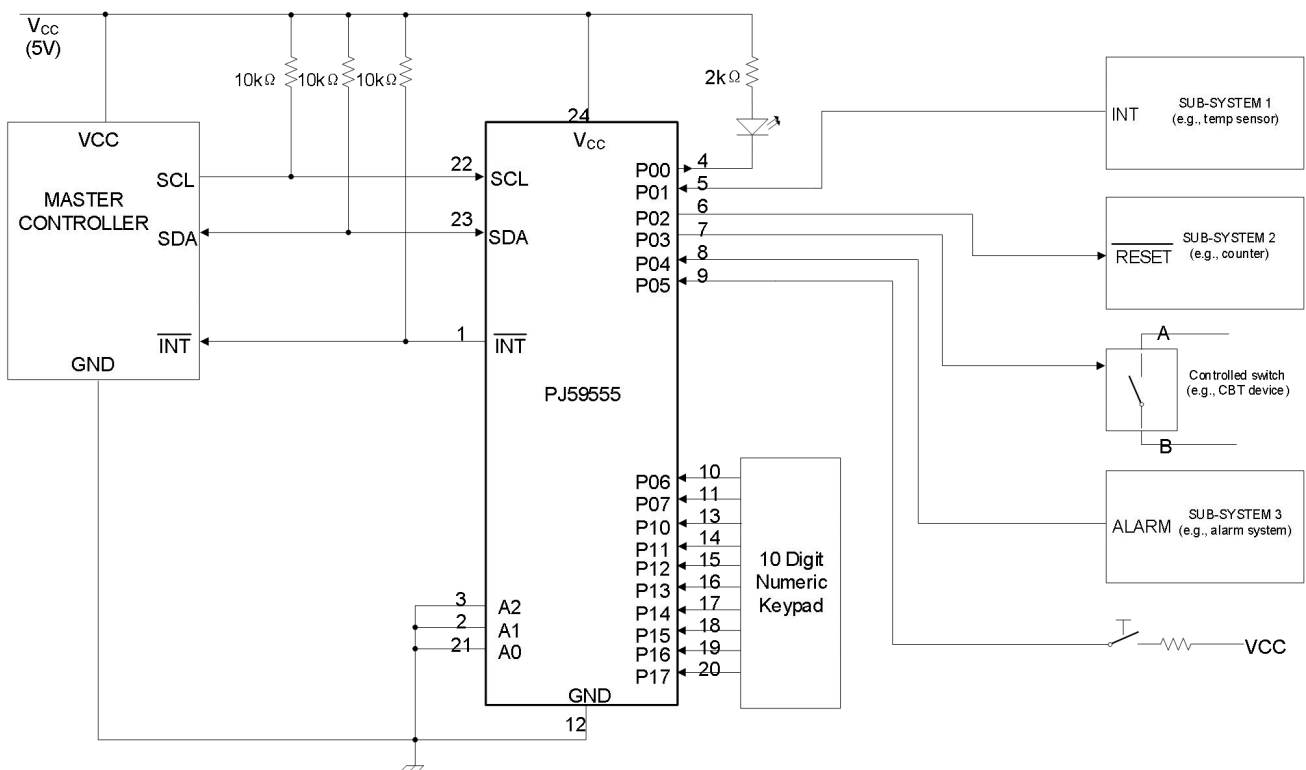 VCC
(5V)
10kΩ
10kΩ
10kΩ
2kΩ
VCC
SCL
MASTER
CONTROLLER
SDA
INT
GND
24
VCC
22
SCL
23
SDA
1
INT
PJ59555
3
A2
2
A1
21
A0
GND
12
P00
4
P01
5
P02
6
P03
7
P04
8
P05
9
P06
10
P07
11
P10
13
P11
14
P12
15
P13
16
P14
17
P15
18
P16
19
P17
20
10 Digit
Numeric
Keypad
INT
SUB-SYSTEM 1
(e.g., temp sensor)
RESET
SUB-SYSTEM 2
(e.g., counter)
A
Controlled switch
(e.g., CBT device)
B
ALARM
SUB-SYSTEM 3
(e.g., alarm system)
VCC